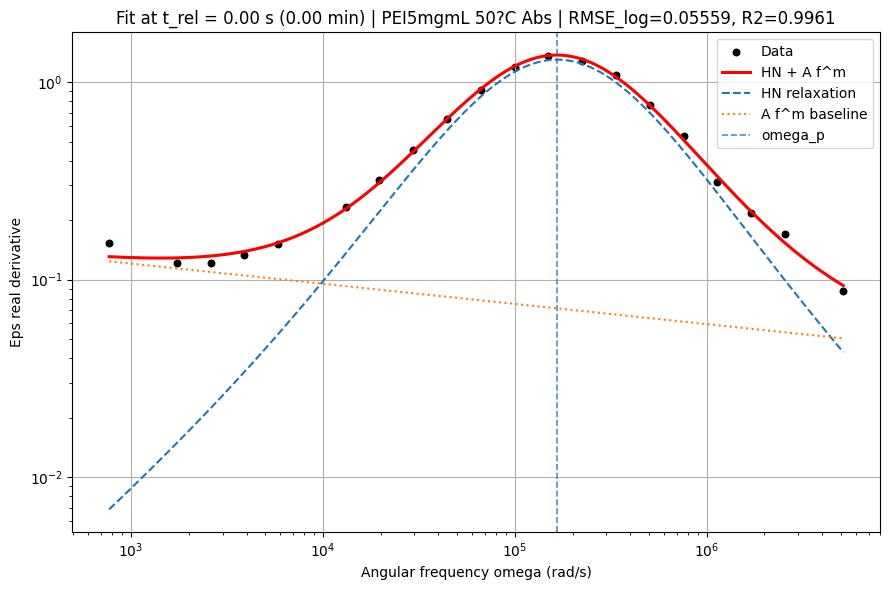 Fit at t_rel = 0.00 s (0.00 min) | PEI5mgmL 50?C Abs | RMSE_log=0.05559, R2=0.9961
Eps real derivative
10⁰
10⁻¹
10⁻²
Data
HN + A f^m
HN relaxation
A f^m baseline
omega_p
10³
10⁴
10⁵
10⁶
Angular frequency omega (rad/s)